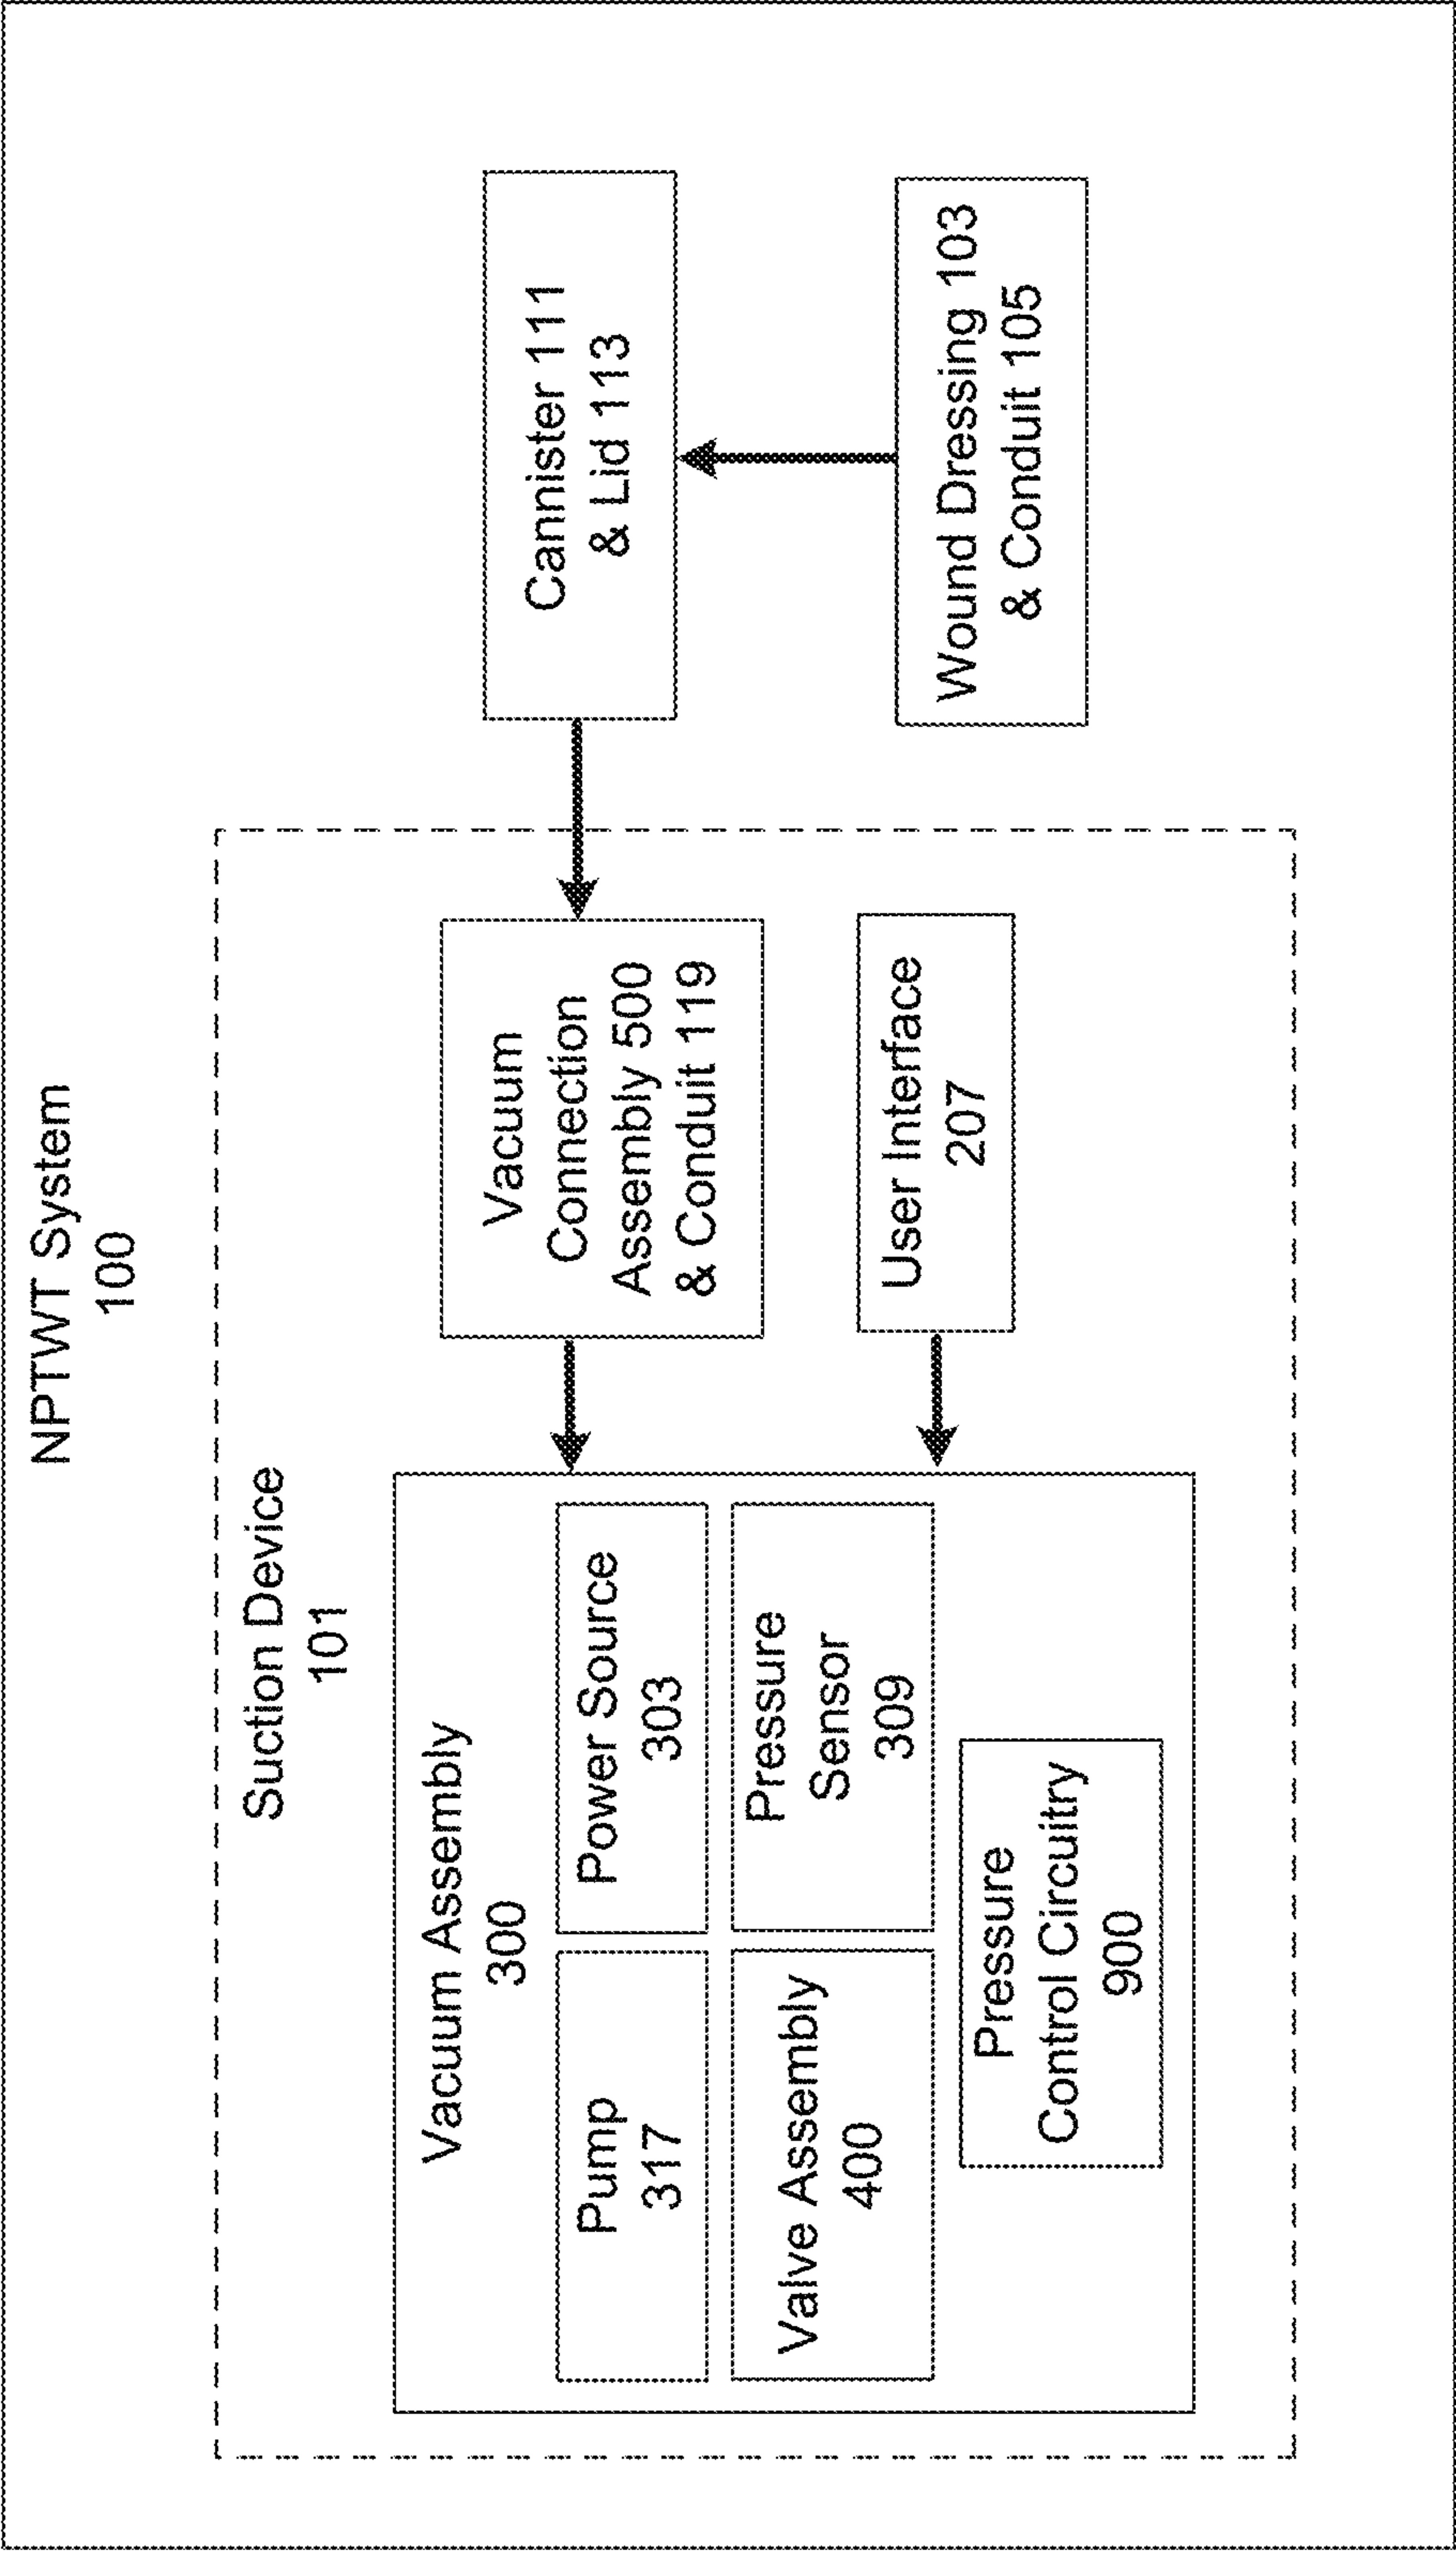 NPTWT System
100
Suction Device
101
Vacuum Assembly
300
Pump
317
Power Source
303
Valve Assembly
400
Pressure
Sensor
309
Pressure
Control Circuitry
900
Vacuum
Connection
Assembly 500
& Conduit 119
User Interface
207
Cannister 111
& Lid 113
Wound Dressing 103
& Conduit 105